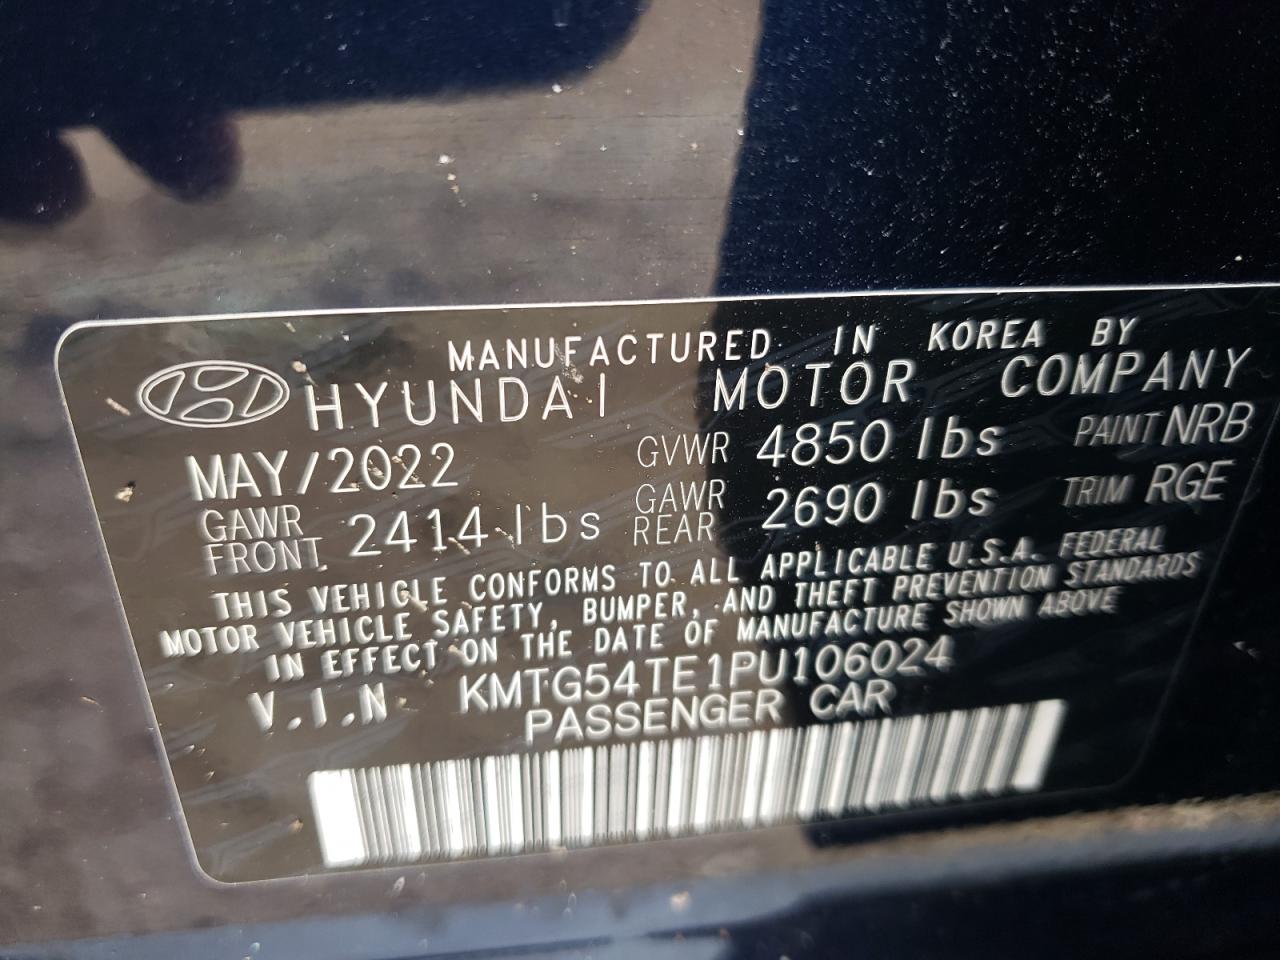 MANUFACTURED IN KOREA BY
HYUNDAI MOTOR COMPANY
MAY/2022 GVWR 4850 lbs PAINT NRB
GAWR FRONT 2414 lbs GAWR REAR 2690 lbs TRIM RGE
THIS VEHICLE CONFORMS TO ALL APPLICABLE U.S.A. FEDERAL
MOTOR VEHICLE SAFETY, BUMPER, AND THEFT PREVENTION STANDARDS
IN EFFECT ON THE DATE OF MANUFACTURE SHOWN ABOVE
V.I.N KMTG54TE1PU106024
PASSENGER CAR